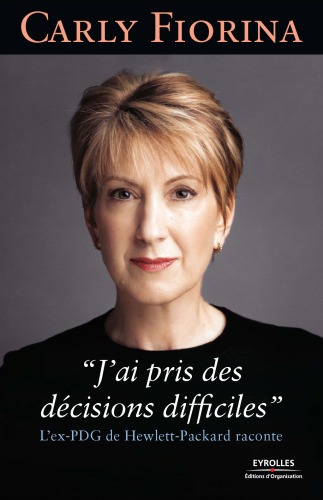 CARLY FIORINA
“J’ai pris des
décisions difficiles”
L’ex-PDG de Hewlett-Packard raconte
EYROLLES
Éditions d’Organisation